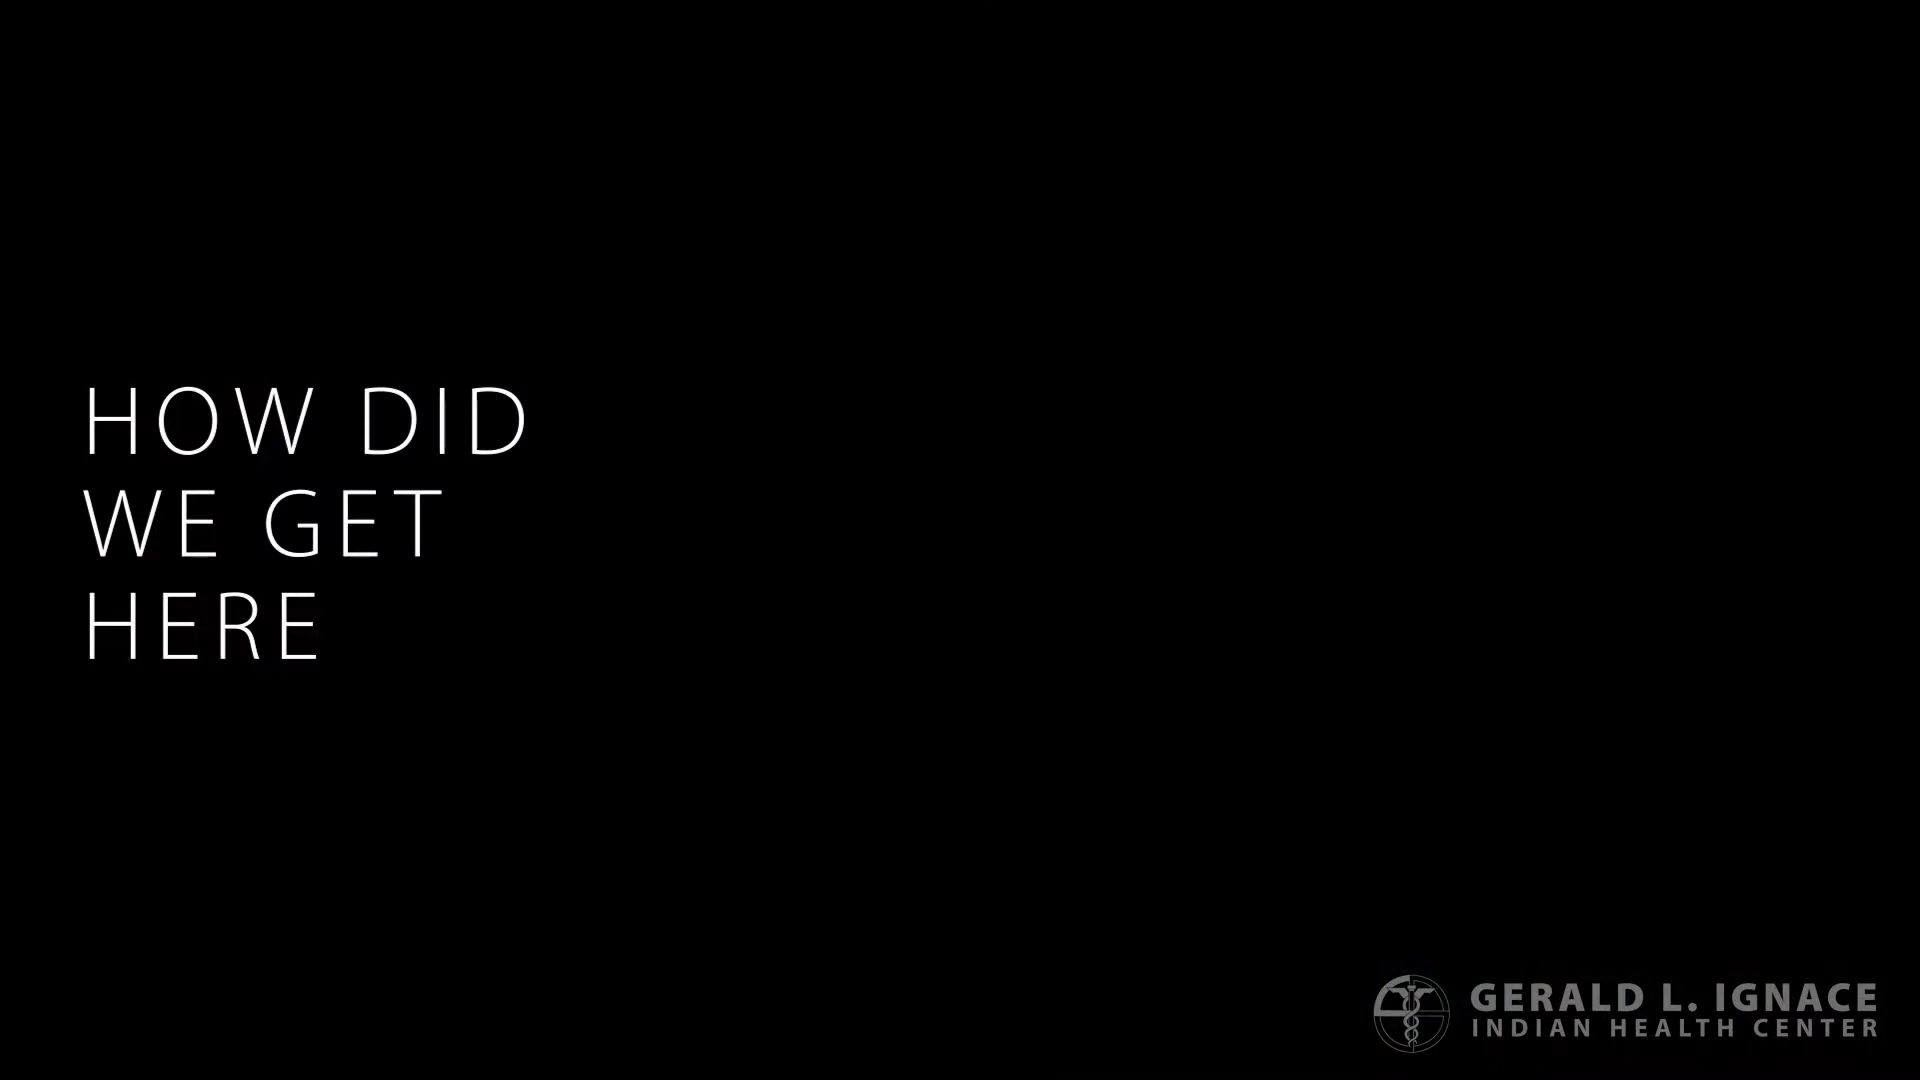 HOW DID
WE GET
HERE
GERALD L. IGNACE
INDIAN HEALTH CENTER